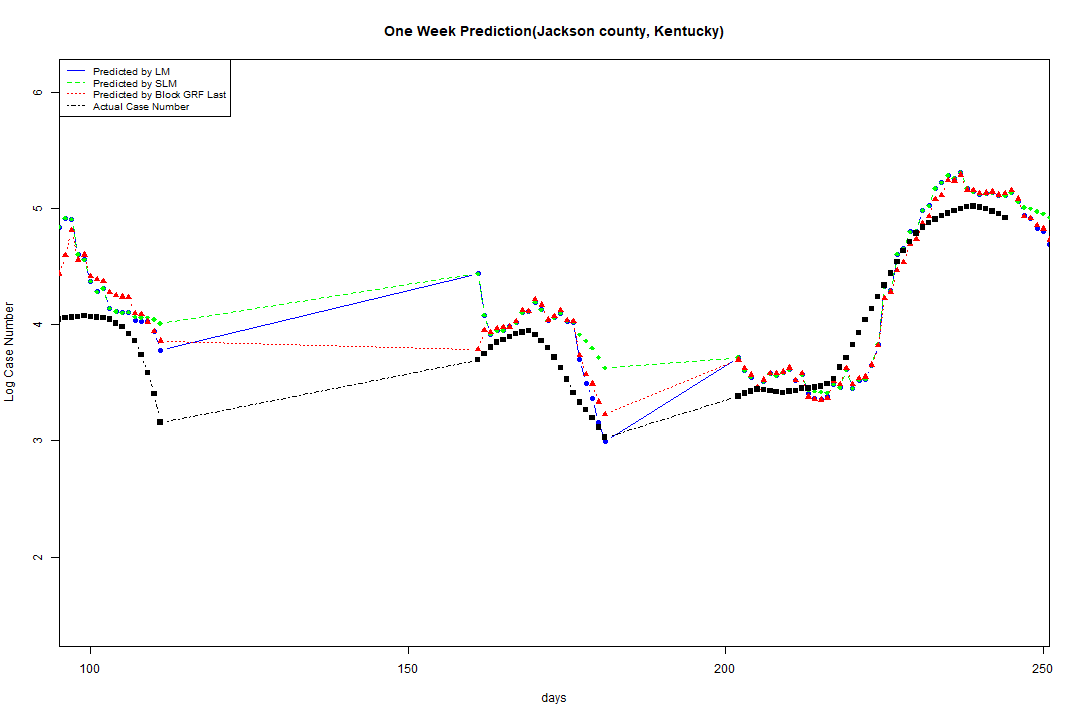 One Week Prediction(Jackson county, Kentucky)
Predicted by LM
Predicted by SLM
Predicted by Block GRF Last
Actual Case Number
6
5
4
3
2
Log Case Number
100
150
200
250
days